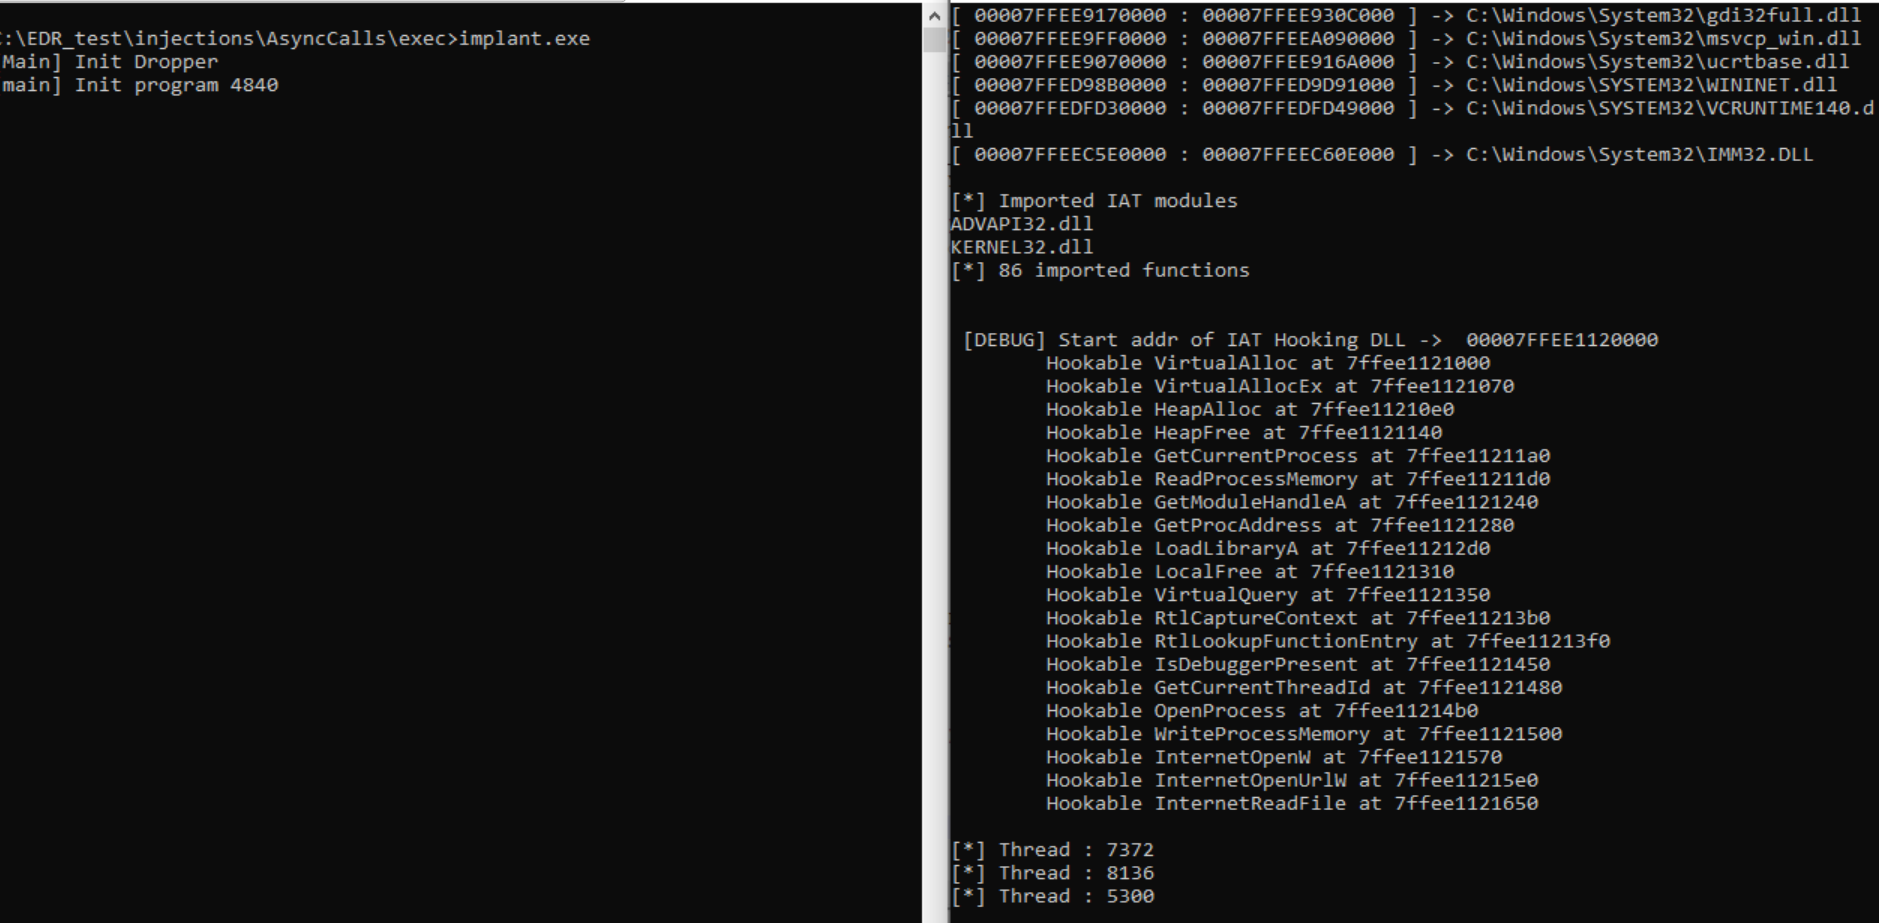 :\EDR_test\injections\AsyncCalls\exec>implant.exe
Main] Init Dropper
main] Init program 4840
[ 00007FFEE9170000 : 00007FFEE930C000 ] -> C:\Windows\System32\gdi32full.dll
[ 00007FFEE9FF0000 : 00007FFEEA090000 ] -> C:\Windows\System32\msvcp_win.dll
[ 00007FFEE9070000 : 00007FFEE916A000 ] -> C:\Windows\System32\ucrtbase.dll
[ 00007FFED98B0000 : 00007FFED9D91000 ] -> C:\Windows\SYSTEM32\WININET.dll
[ 00007FFEDFD30000 : 00007FFEDFD49000 ] -> C:\Windows\SYSTEM32\VCRUNTIME140.d
ll
[ 00007FFEEC5E0000 : 00007FFEEC60E000 ] -> C:\Windows\System32\IMM32.DLL
[*] Imported IAT modules
ADVAPI32.dll
KERNEL32.dll
[*] 86 imported functions
[DEBUG] Start addr of IAT Hooking DLL ->  00007FFEE1120000
Hookable VirtualAlloc at 7ffee1121000
Hookable VirtualAllocEx at 7ffee1121070
Hookable HeapAlloc at 7ffee11210e0
Hookable HeapFree at 7ffee1121140
Hookable GetCurrentProcess at 7ffee11211a0
Hookable ReadProcessMemory at 7ffee11211d0
Hookable GetModuleHandleA at 7ffee1121240
Hookable GetProcAddress at 7ffee1121280
Hookable LoadLibraryA at 7ffee11212d0
Hookable LocalFree at 7ffee1121310
Hookable VirtualQuery at 7ffee1121350
Hookable RtlCaptureContext at 7ffee11213b0
Hookable RtlLookupFunctionEntry at 7ffee11213f0
Hookable IsDebuggerPresent at 7ffee1121450
Hookable GetCurrentThreadId at 7ffee1121480
Hookable OpenProcess at 7ffee11214b0
Hookable WriteProcessMemory at 7ffee1121500
Hookable InternetOpenW at 7ffee1121570
Hookable InternetOpenUrlW at 7ffee11215e0
Hookable InternetReadFile at 7ffee1121650
[*] Thread : 7372
[*] Thread : 8136
[*] Thread : 5300